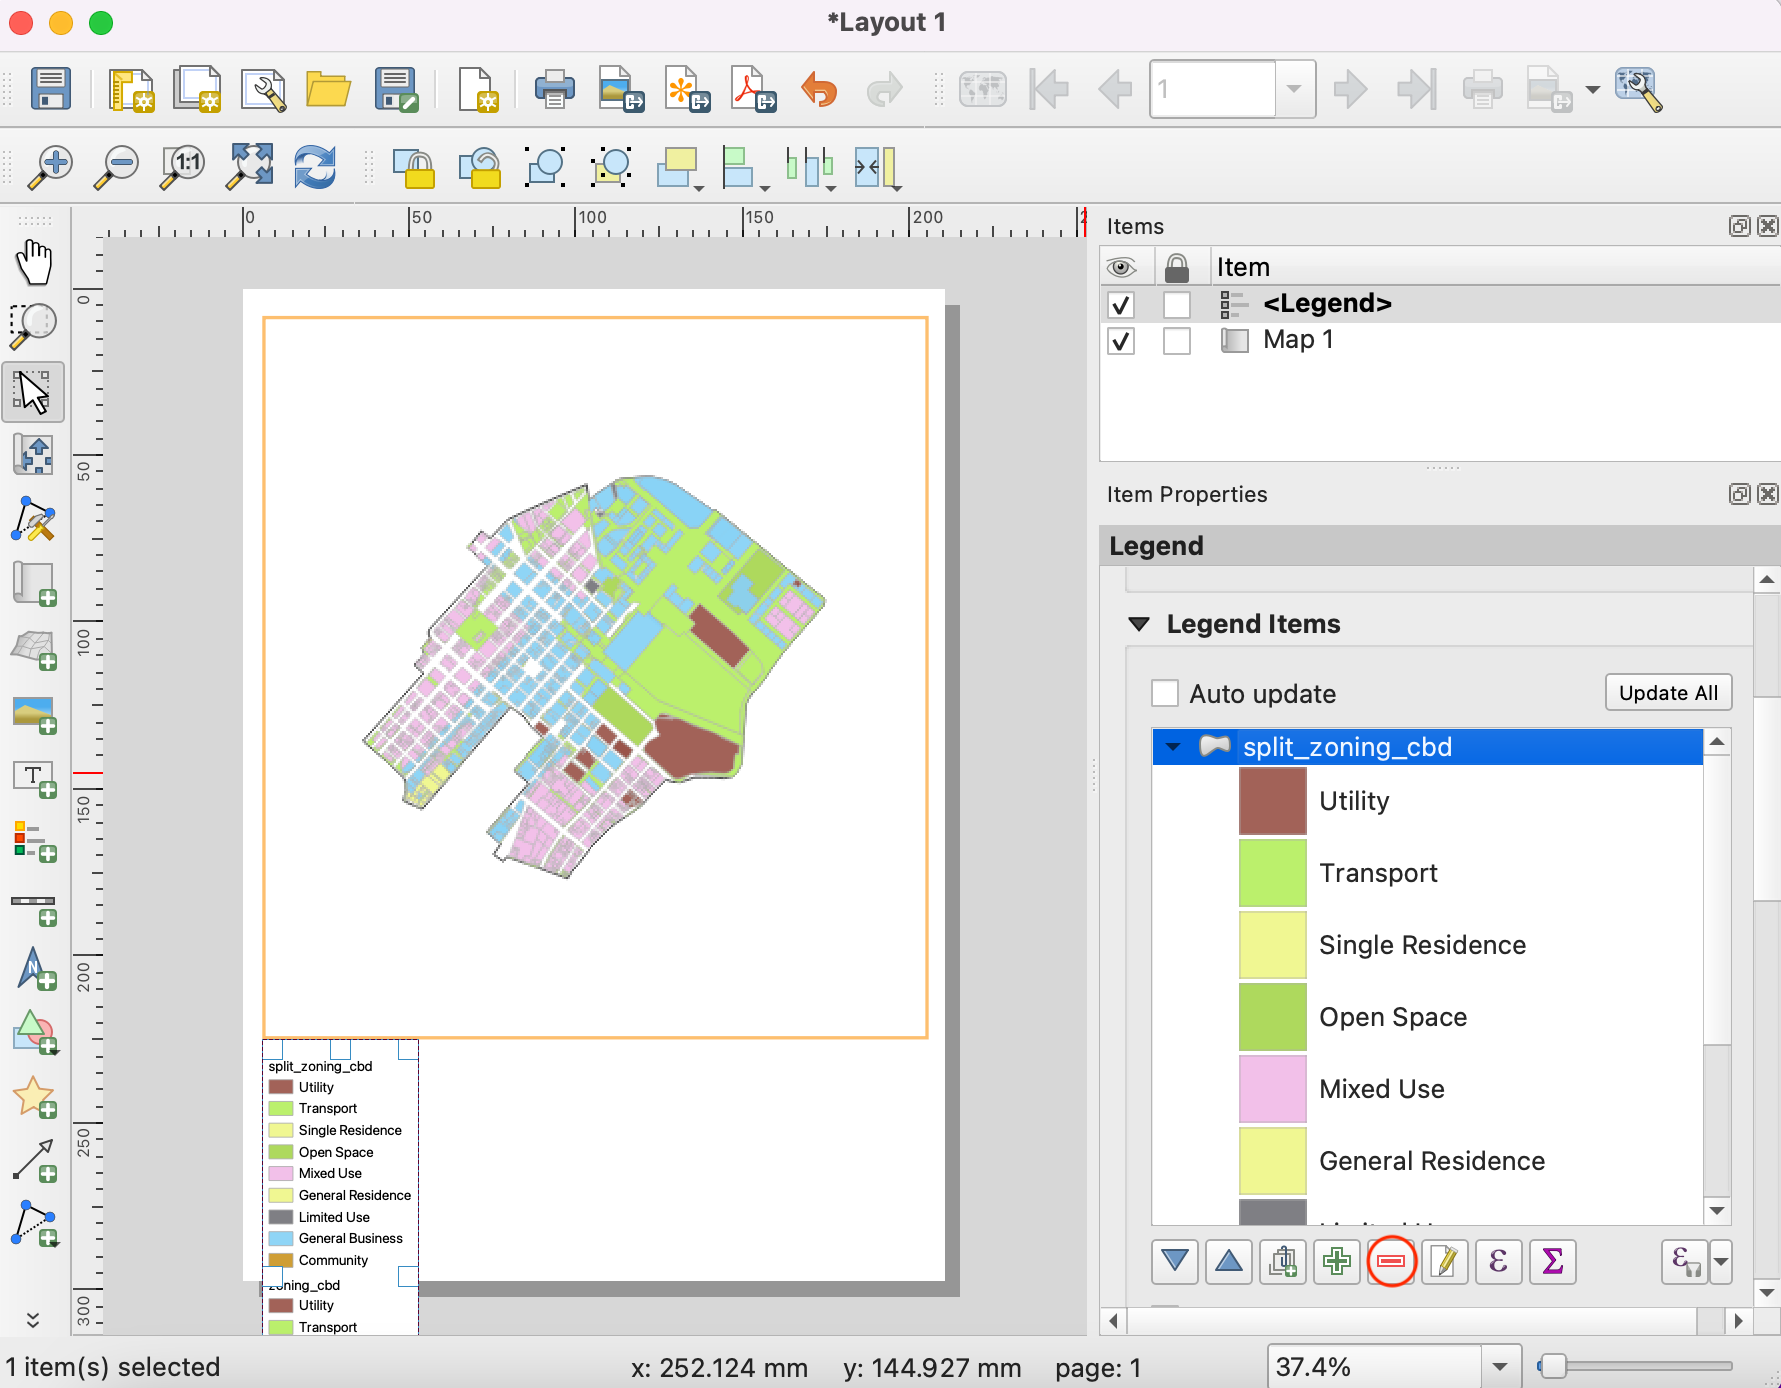 *Layout 1
1:1
1
0 50 100 150 200
0
50
100
150
200
250
300
T
N
Items
Item
<Legend>
Map 1
Item Properties
Legend
Legend Items
Auto update
Update All
split_zoning_cbd
Utility
Transport
Single Residence
Open Space
Mixed Use
General Residence
ε
Σ
ε
split_zoning_cbd
Utility
Transport
Single Residence
Open Space
Mixed Use
General Residence
Limited Use
General Business
Community
zoning_cbd
Utility
Transport
1 item(s) selected
x: 252.124 mm
y: 144.927 mm
page: 1
37.4%